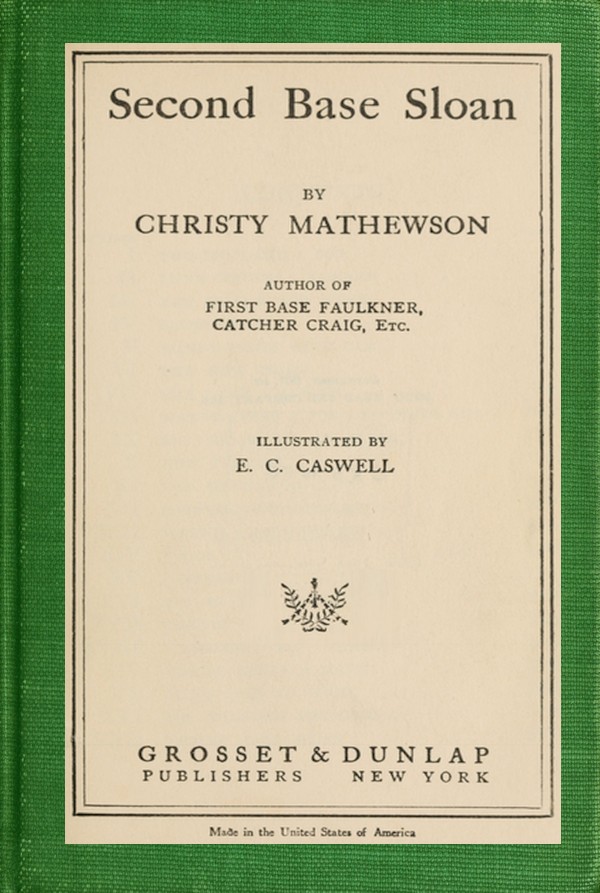 Second Base Sloan
BY
CHRISTY MATHEWSON
AUTHOR OF
FIRST BASE FAULKNER,
CATCHER CRAIG, ETC.
ILLUSTRATED BY
E. C. CASWELL
GROSSET & DUNLAP
PUBLISHERS NEW YORK
Made in the United States of America